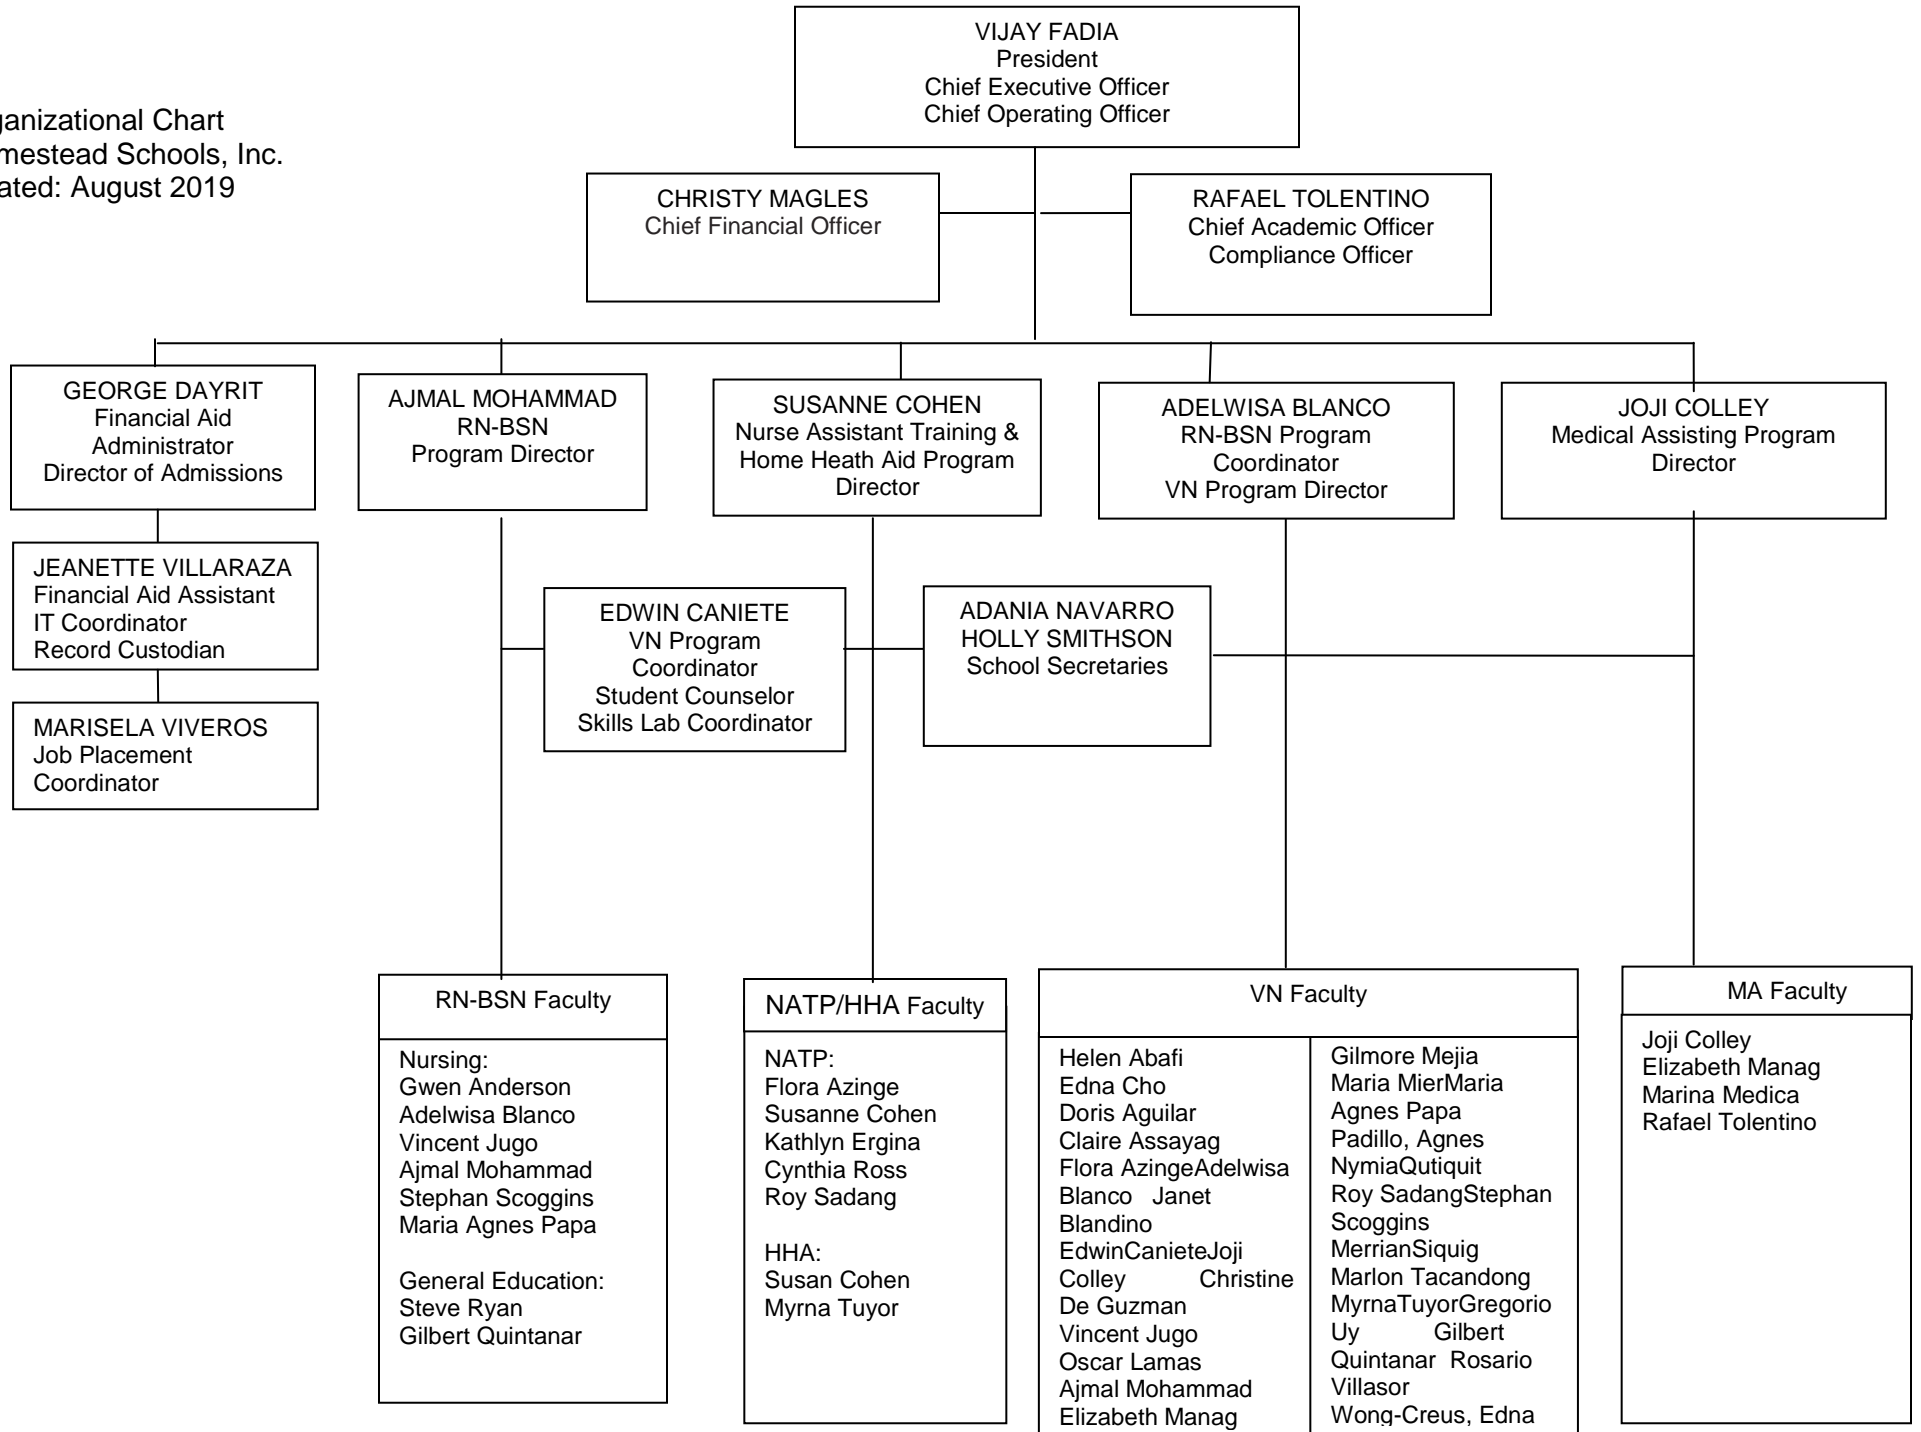 VIJAY FADIA
President
Chief Executive Officer
Chief Operating Officer
ganizational Chart
mestead Schools, Inc.
ated: August 2019
CHRISTY MAGLES
Chief Financial Officer
RAFAEL TOLENTINO
Chief Academic Officer
Compliance Officer
GEORGE DAYRIT
Financial Aid
Administrator
Director of Admissions
AJMAL MOHAMMAD
RN-BSN
Program Director
SUSANNE COHEN
Nurse Assistant Training &
Home Heath Aid Program
Director
ADELWISA BLANCO
RN-BSN Program
Coordinator
VN Program Director
JOJI COLLEY
Medical Assisting Program
Director
JEANETTE VILLARAZA
Financial Aid Assistant
IT Coordinator
Record Custodian
EDWIN CANIETE
VN Program
Coordinator
Student Counselor
Skills Lab Coordinator
ADANIA NAVARRO
HOLLY SMITHSON
School Secretaries
MARISELA VIVEROS
Job Placement
Coordinator
RN-BSN Faculty
Nursing:
Gwen Anderson
Adelwisa Blanco
Vincent Jugo
Ajmal Mohammad
Stephan Scoggins
Maria Agnes Papa
General Education:
Steve Ryan
Gilbert Quintanar
NATP/HHA Faculty
NATP:
Flora Azinge
Susanne Cohen
Kathlyn Ergina
Cynthia Ross
Roy Sadang
HHA:
Susan Cohen
Myrna Tuyor
VN Faculty
Helen Abafi
Edna Cho
Doris Aguilar
Claire Assayag
Flora AzingeAdelwisa
Blanco Janet
Blandino
EdwinCanieteJoji
Colley Christine
De Guzman
Vincent Jugo
Oscar Lamas
Ajmal Mohammad
Elizabeth Manag
Gilmore Mejia
Maria MierMaria
Agnes Papa
Padillo, Agnes
NymiaQutiquit
Roy SadangStephan
Scoggins
MerrianSiquig
Marlon Tacandong
MyrnaTuyorGregorio
Uy Gilbert
Quintanar Rosario
Villasor
Wong-Creus, Edna
MA Faculty
Joji Colley
Elizabeth Manag
Marina Medica
Rafael Tolentino